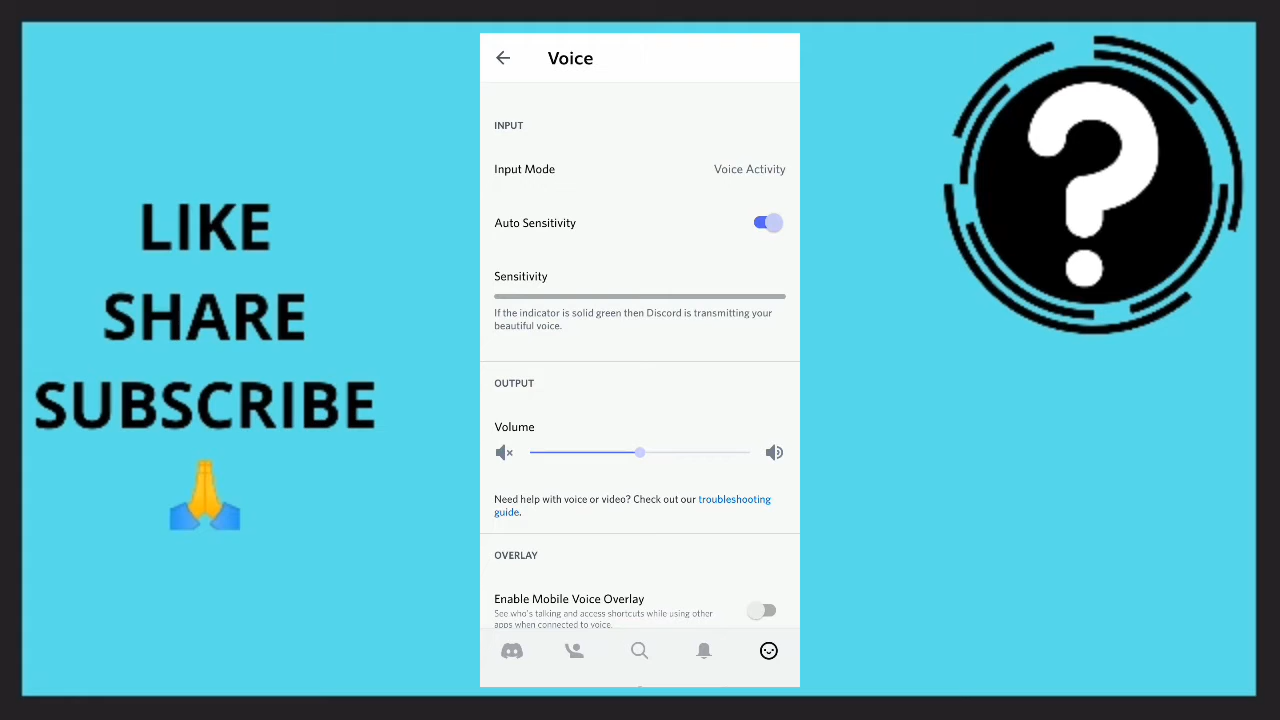 LIKE
SHARE
SUBSCRIBE
Voice
INPUT
Input Mode Voice Activity
Auto Sensitivity
Sensitivity
If the indicator is solid green then Discord is transmitting your
beautiful voice.
OUTPUT
Volume
Need help with voice or video? Check out our troubleshooting
guide.
OVERLAY
Enable Mobile Voice Overlay
See who's talking and access shortcuts while using other
apps when connected to voice.
?